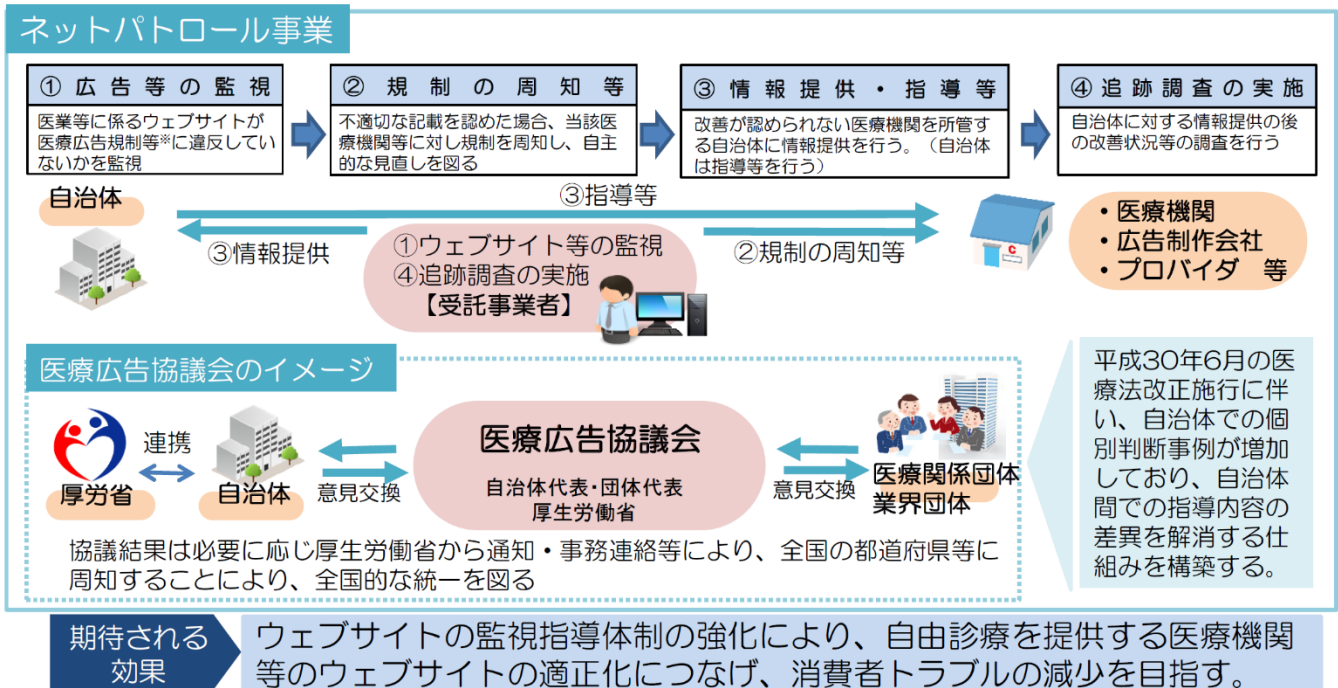 ネットパトロール事業
①広告等の監視
医業等に係るウェブサイトが
医療広告規制等※に違反してい
ないかを監視
②規制の周知等
不適切な記載を認めた場合、当該医
療機関等に対し規制を周知し、自主
的な見直しを図る
③情報提供・指導等
改善が認められない医療機関を所管す
る自治体に情報提供を行う。（自治体
は指導等を行う）
④追跡調査の実施
自治体に対する情報提供の後
の改善状況等の調査を行う
自治体
③指導等
③情報提供
①ウェブサイト等の監視
④追跡調査の実施
【受託事業者】
②規制の周知等
C
・医療機関
・広告制作会社
・プロバイダ　等
医療広告協議会のイメージ
厚労省
連携
自治体
意見交換
医療広告協議会
自治体代表・団体代表
厚生労働省
意見交換
医療関係団体
業界団体
協議結果は必要に応じ厚生労働省から通知・事務連絡等により、全国の都道府県等に
周知することにより、全国的な統一を図る
平成30年6月の医
療法改正施行に伴
い、自治体での個
別判断事例が増加
しており、自治体
間での指導内容の
差異を解消する仕
組みを構築する。
期待される
効果
ウェブサイトの監視指導体制の強化により、自由診療を提供する医療機関
等のウェブサイトの適正化につなげ、消費者トラブルの減少を目指す。